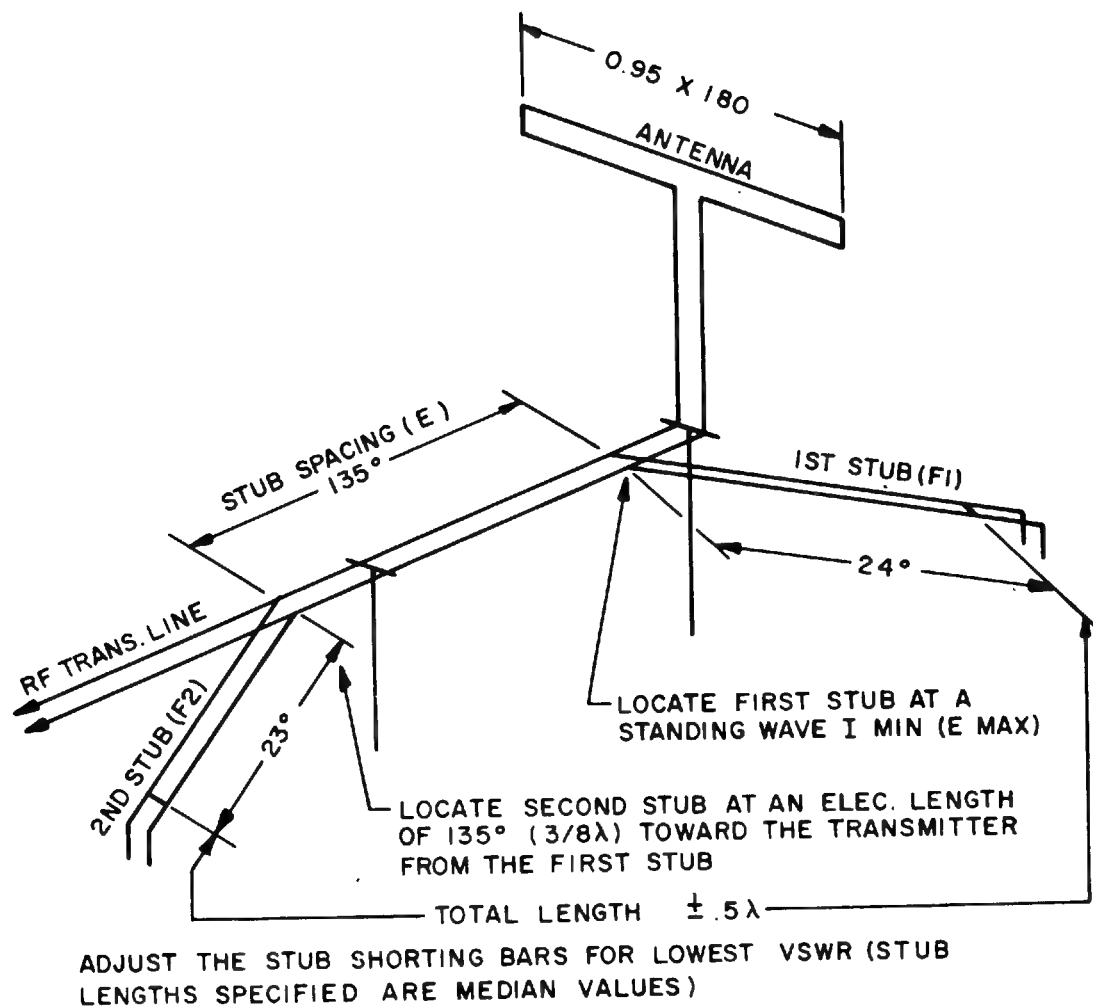 0.95 X 180
ANTENNA
STUB SPACING (E)
135°
1ST STUB (F1)
24°
RF TRANS. LINE
2ND STUB (F2)
23°
LOCATE FIRST STUB AT A
STANDING WAVE I MIN (E MAX)
LOCATE SECOND STUB AT AN ELEC. LENGTH
OF 135° (3/8λ) TOWARD THE TRANSMITTER
FROM THE FIRST STUB
TOTAL LENGTH ± .5λ
ADJUST THE STUB SHORTING BARS FOR LOWEST VSWR (STUB
LENGTHS SPECIFIED ARE MEDIAN VALUES)